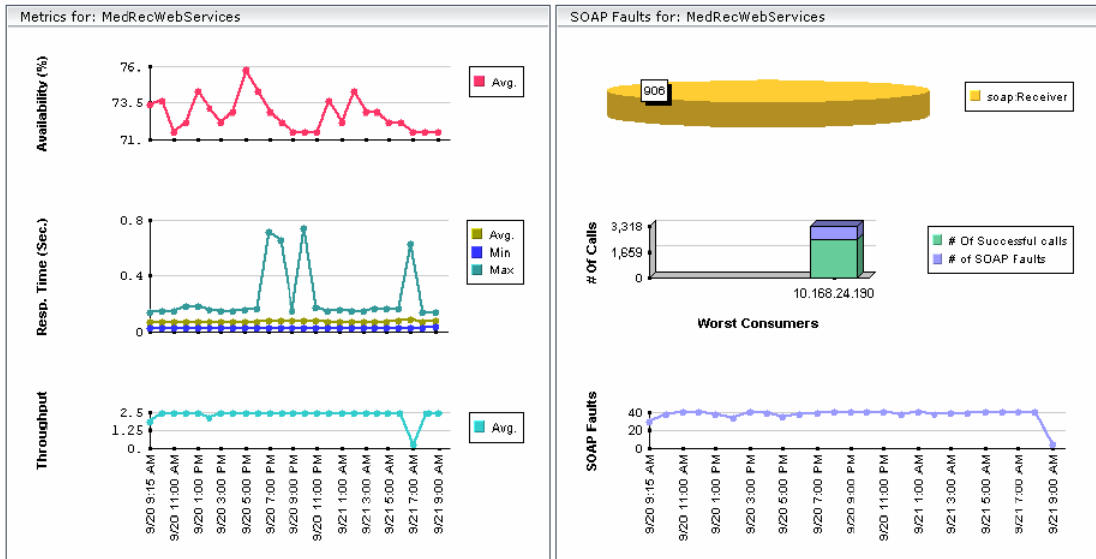 Metrics for: MedRecWebServices
Availability (%)
76.
73.5
71.
Avg.
Resp. Time (Sec.)
0.8
0.4
0
Avg.
Min
Max
Throughput
2.5
1.25
0.
Avg.
9/20 9:15 AM
9/20 11:00 AM
9/20 1:00 PM
9/20 3:00 PM
9/20 5:00 PM
9/20 7:00 PM
9/20 9:00 PM
9/20 11:00 PM
9/21 1:00 AM
9/21 3:00 AM
9/21 5:00 AM
9/21 7:00 AM
9/21 9:00 AM
SOAP Faults for: MedRecWebServices
906
soap:Receiver
# Of Calls
3,318
1,659
0
10.168.24.190
Worst Consumers
# Of Successful calls
# of SOAP Faults
SOAP Faults
40
20
0
9/20 9:15 AM
9/20 11:00 AM
9/20 1:00 PM
9/20 3:00 PM
9/20 5:00 PM
9/20 7:00 PM
9/20 9:00 PM
9/20 11:00 PM
9/21 1:00 AM
9/21 3:00 AM
9/21 5:00 AM
9/21 7:00 AM
9/21 9:00 AM